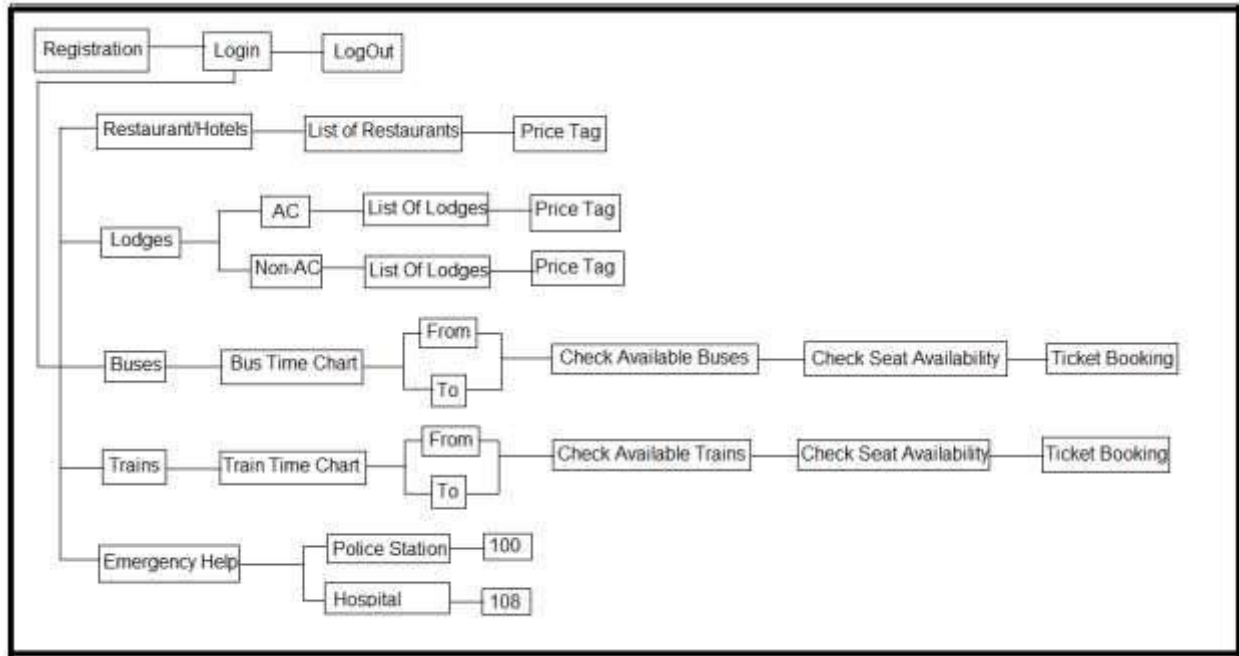 Registration
Login
LogOut
Restaurant/Hotels
List of Restaurants
Price Tag
AC
List Of Lodges
Price Tag
Lodges
Non-AC
List Of Lodges
Price Tag
From
Buses
Bus Time Chart
Check Available Buses
Check Seat Availability
Ticket Booking
To
From
Trains
Train Time Chart
Check Available Trains
Check Seat Availability
Ticket Booking
To
Police Station
100
Emergency Help
Hospital
108